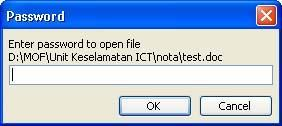 Password
Enter password to open file
D:\MOF\Unit Keselamatan ICT\nota\test.doc
OK
Cancel